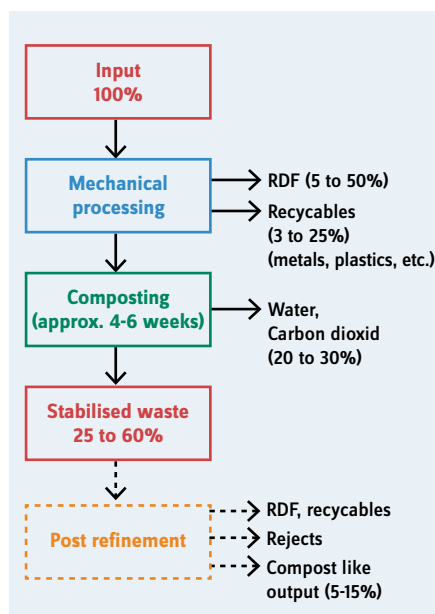 Input
100%
Mechanical
processing
RDF (5 to 50%)
Recycables
(3 to 25%)
(metals, plastics, etc.)
Composting
(approx. 4-6 weeks)
Water,
Carbon dioxid
(20 to 30%)
Stabilised waste
25 to 60%
Post refinement
RDF, recycables
Rejects
Compost like
output (5-15%)